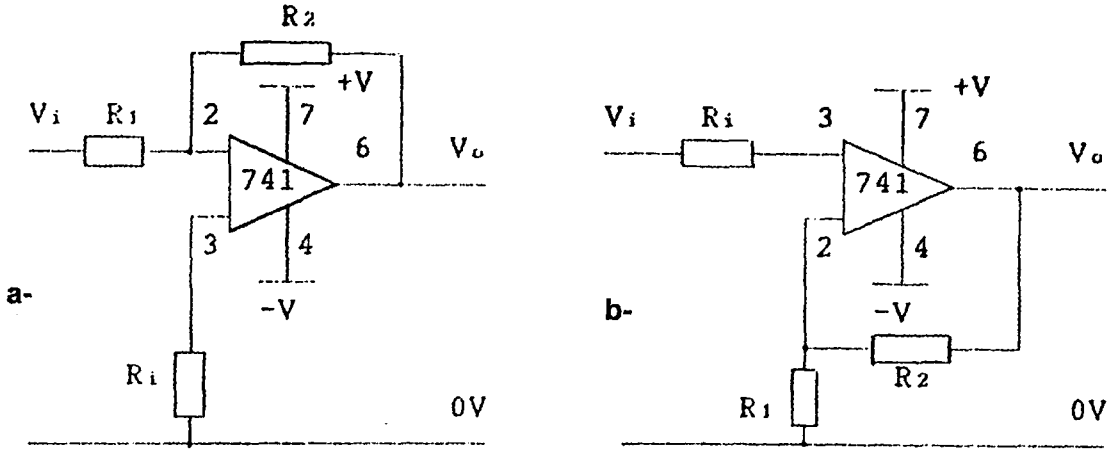 R2
+V
Vi R1 2 7
6 Vo
741
3 4
-V
a-
Ri
0V
+V
Vi Ri 3 7
6 Vo
741
2 4
-V
b-
R2
R1
0V